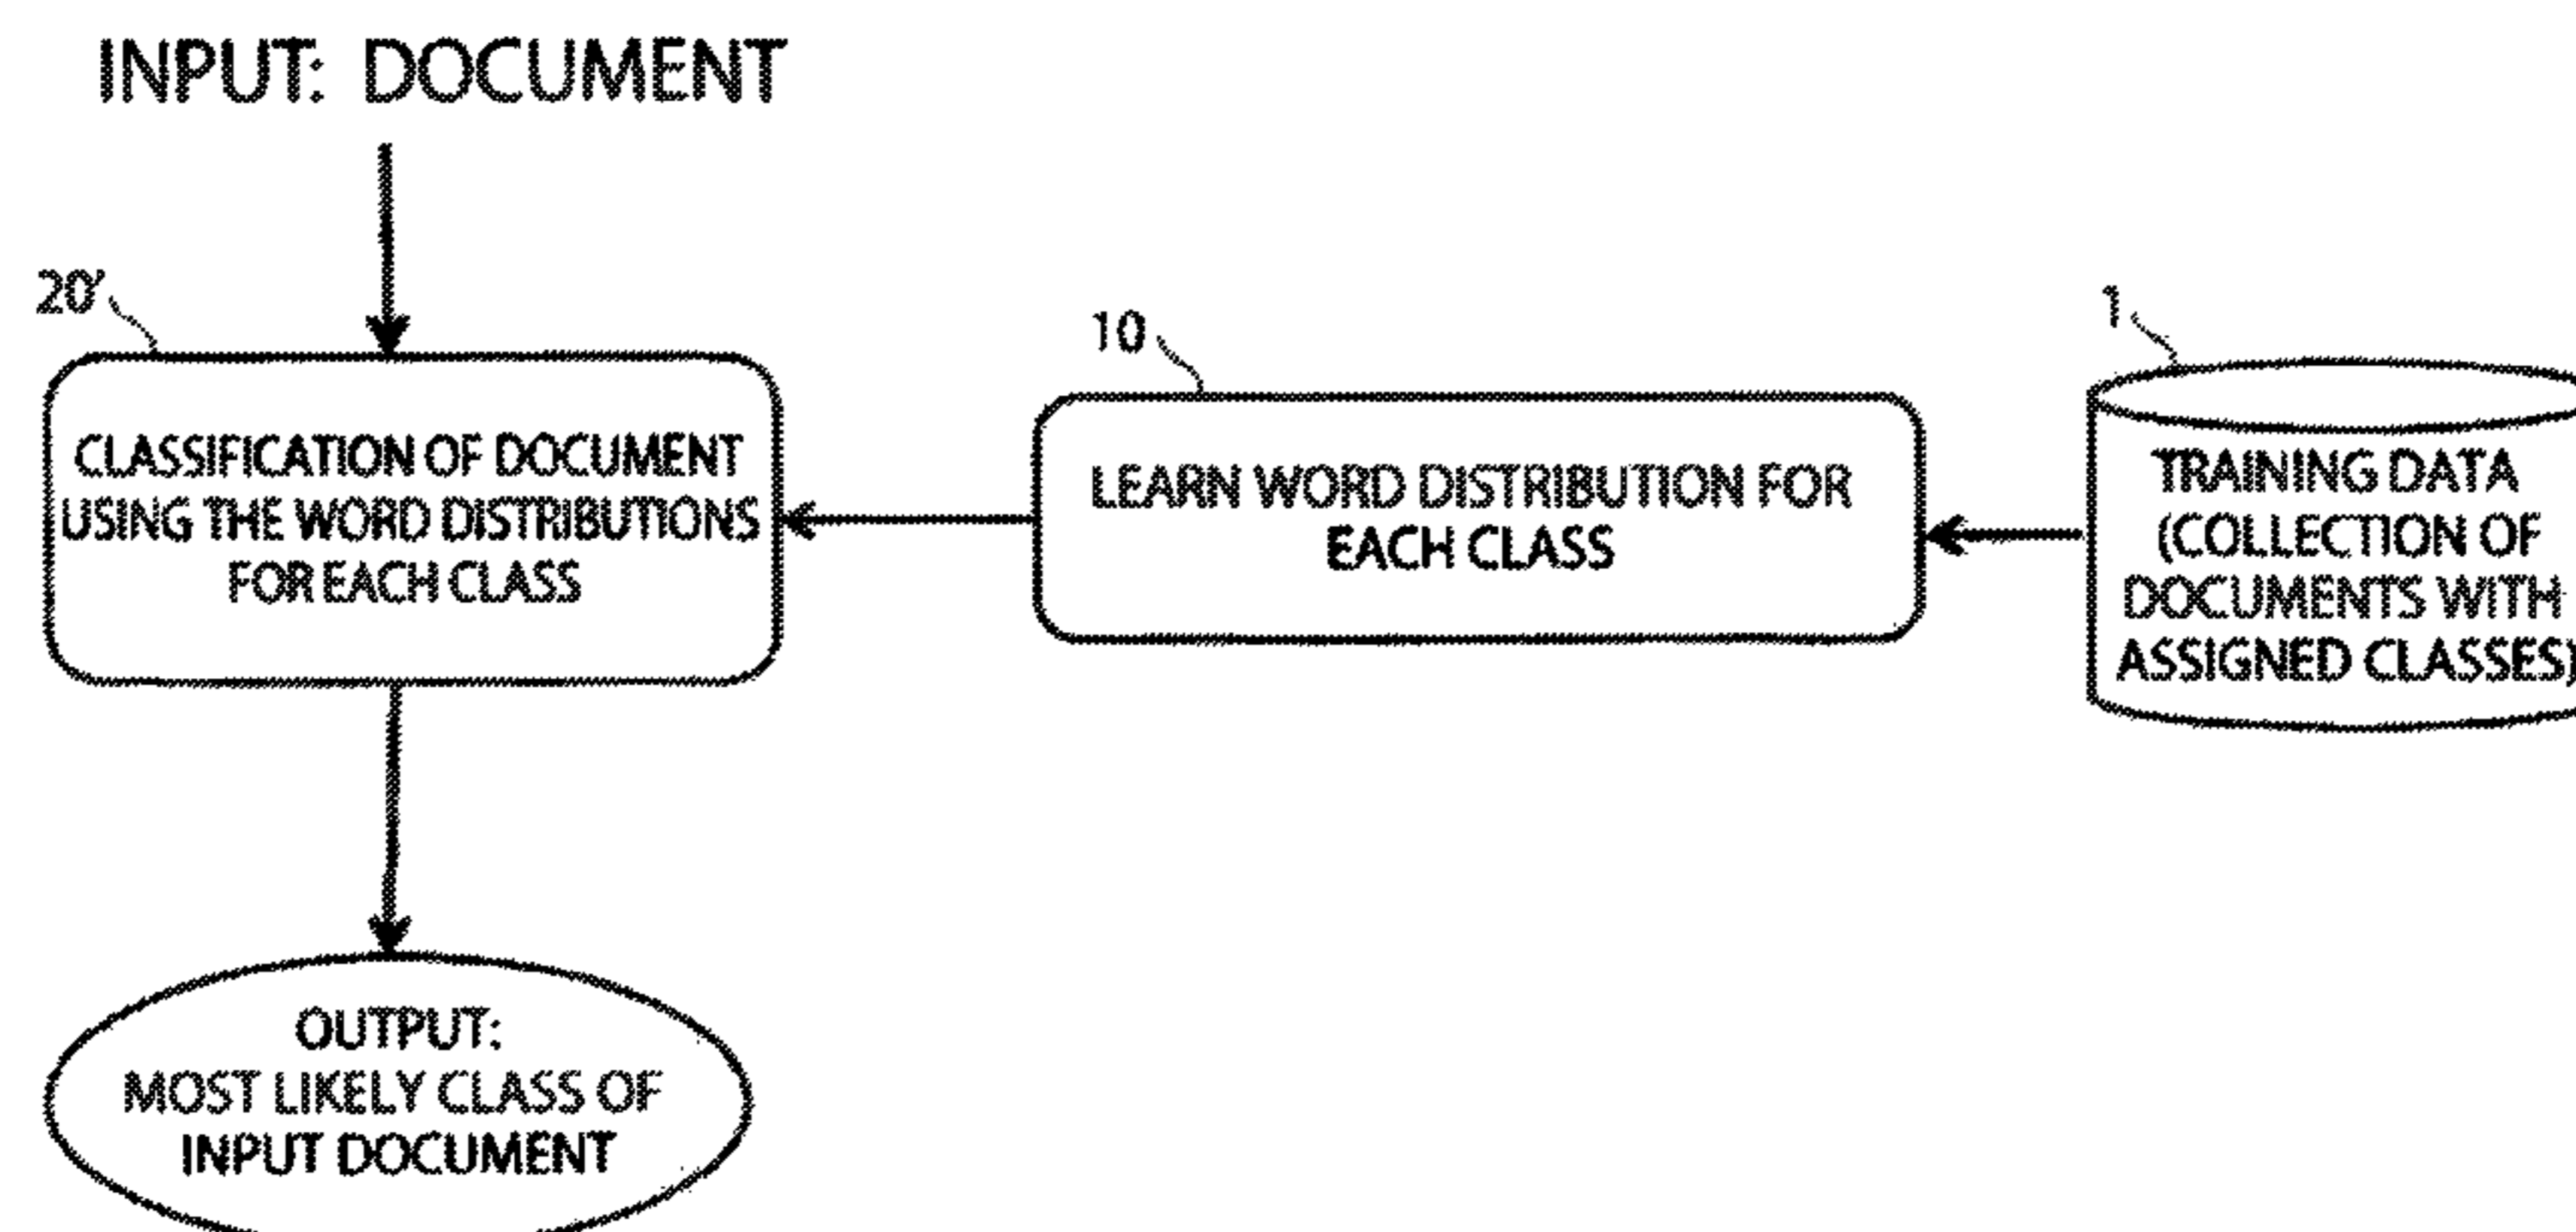 INPUT: DOCUMENT
20'
CLASSIFICATION OF DOCUMENT
USING THE WORD DISTRIBUTIONS
FOR EACH CLASS
10
LEARN WORD DISTRIBUTION FOR
EACH CLASS
1
TRAINING DATA
(COLLECTION OF
DOCUMENTS WITH
ASSIGNED CLASSES)
OUTPUT:
MOST LIKELY CLASS OF
INPUT DOCUMENT